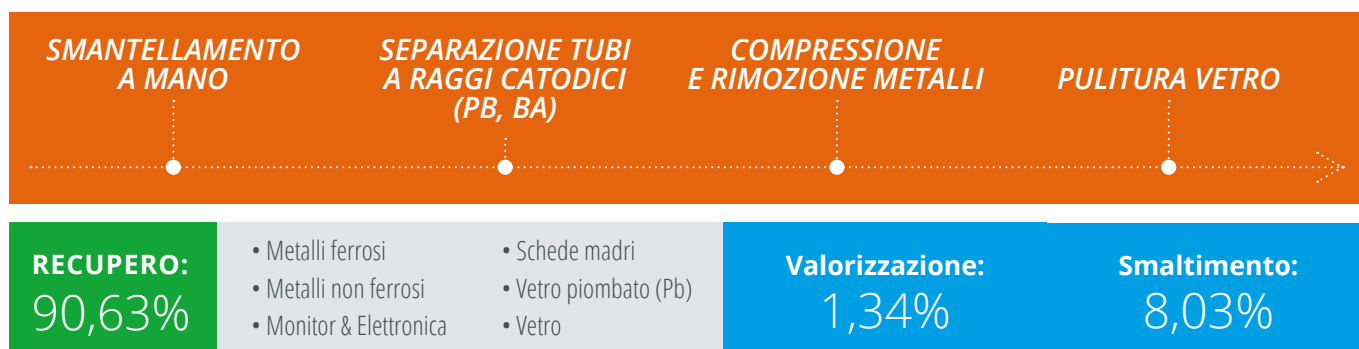 SMANTELLAMENTO
A MANO
SEPARAZIONE TUBI
A RAGGI CATODICI
(PB, BA)
COMPRESSIONE
E RIMOZIONE METALLI
PULITURA VETRO
RECUPERO:
90,63%
• Metalli ferrosi
• Metalli non ferrosi
• Monitor & Elettronica
• Schede madri
• Vetro piombato (Pb)
• Vetro
Valorizzazione:
1,34%
Smaltimento:
8,03%